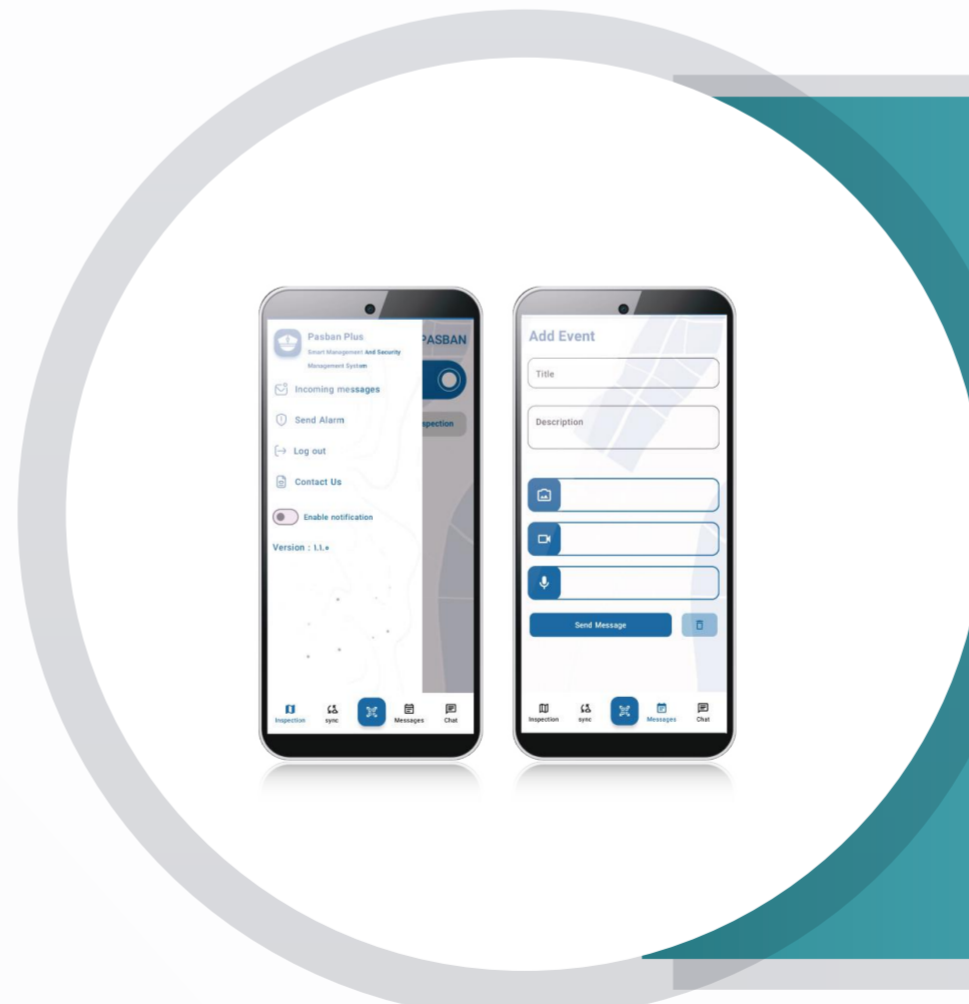 Pasban Plus
Smart Management And Security
Management System
PASBAN
Incoming messages
Send Alarm
spection
Log out
Contact Us
Enable notification
Version : 1.1.0
Inspection
sync
Messages
Chat
Add Event
Title
Description
Send Message
Inspection
sync
Messages
Chat